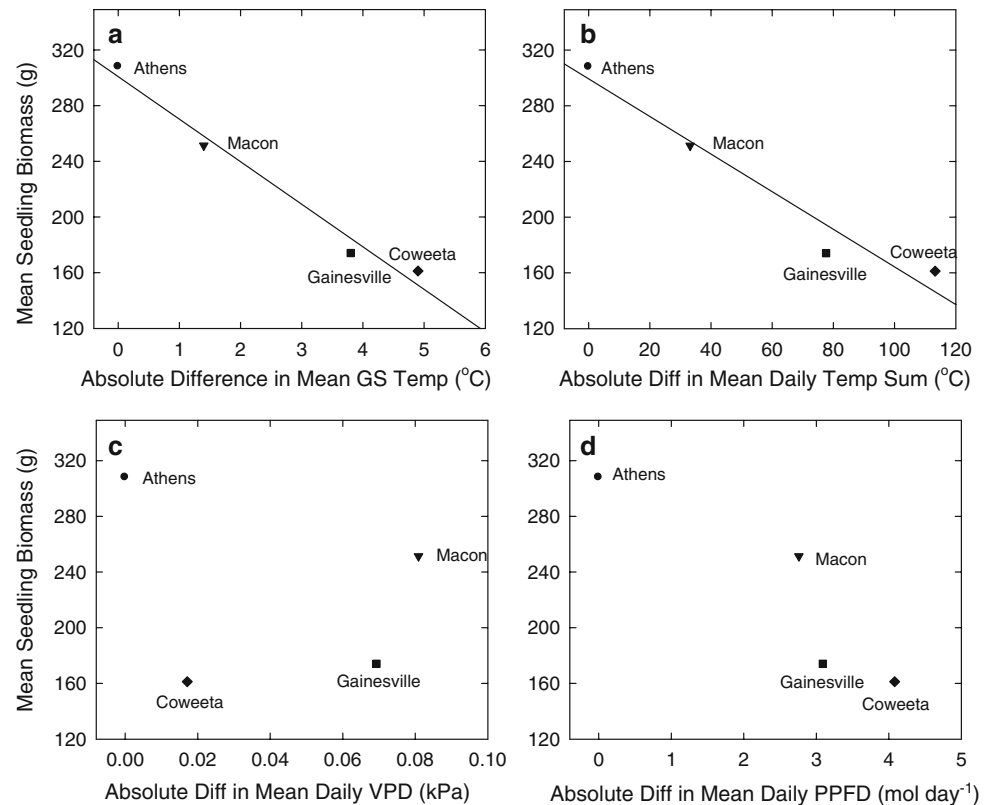 a
Mean Seedling Biomass (g)
320
280
240
200
160
120
Athens
Macon
Gainesville
Coweeta
0 1 2 3 4 5 6
Absolute Difference in Mean GS Temp (°C)
b
320
280
240
200
160
120
Athens
Macon
Coweeta
Gainesville
0 20 40 60 80 100 120
Absolute Diff in Mean Daily Temp Sum (°C)
c
Mean Seedling Biomass (g)
320
280
240
200
160
120
Athens
Macon
Gainesville
Coweeta
0.00 0.02 0.04 0.06 0.08 0.10
Absolute Diff in Mean Daily VPD (kPa)
d
320
280
240
200
160
120
Athens
Macon
Gainesville
Coweeta
0 1 2 3 4 5
Absolute Diff in Mean Daily PPFD (mol day⁻¹)